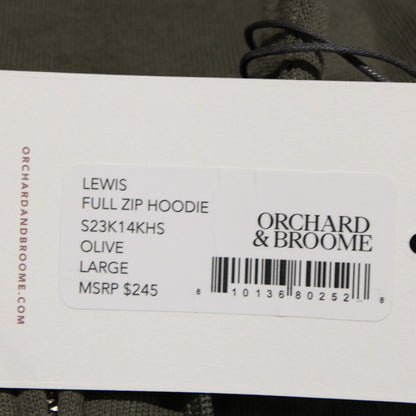 ORCHARDANDBROOME.COM
LEWIS
FULL ZIP HOODIE
S23K14KHS
OLIVE
LARGE
MSRP $245
ORCHARD
& BROOME
8 10136 80252 8